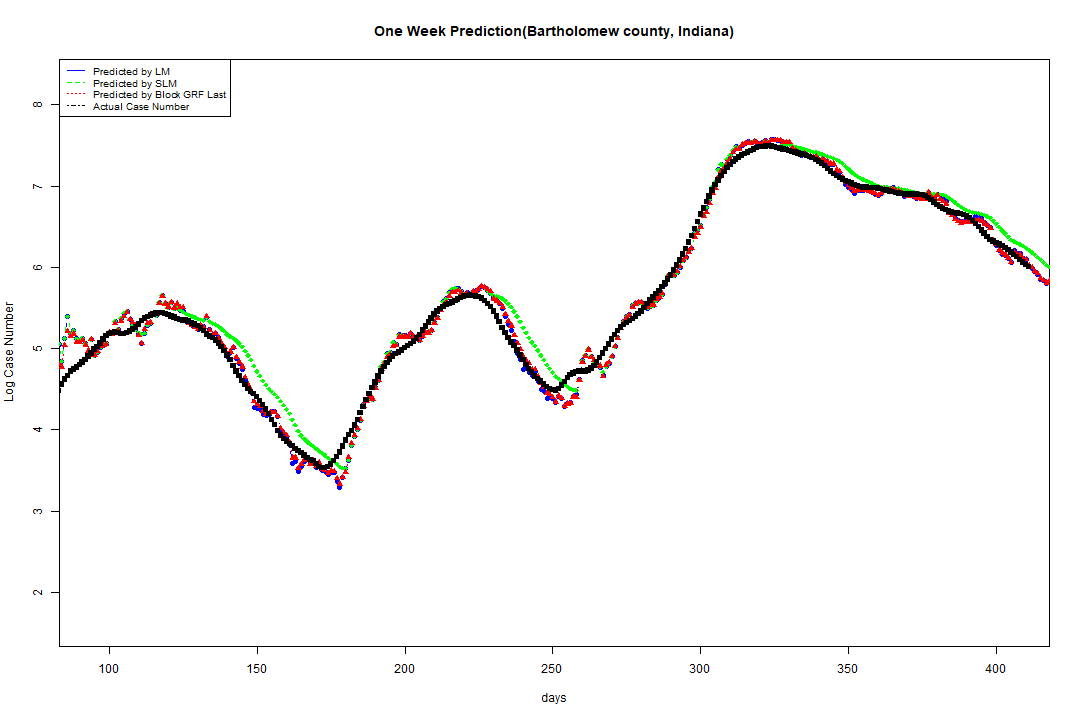 One Week Prediction(Bartholomew county, Indiana)
Predicted by LM
Predicted by SLM
Predicted by Block GRF Last
Actual Case Number
8
7
6
5
4
3
2
Log Case Number
100 150 200 250 300 350 400
days